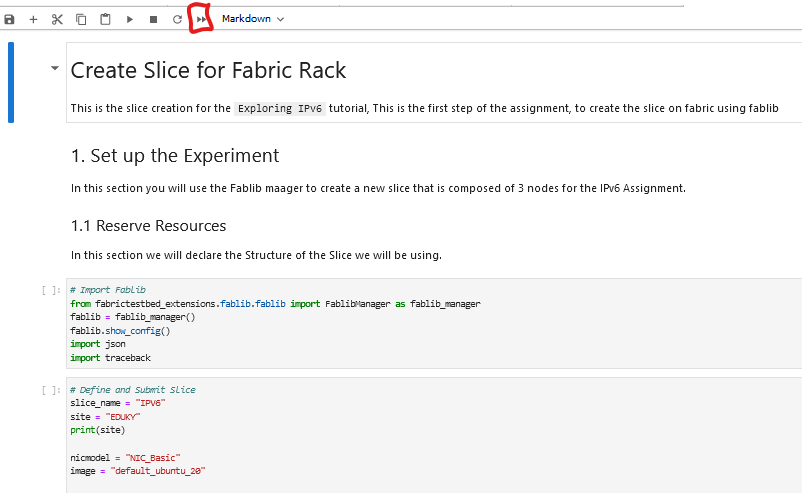 Markdown
Create Slice for Fabric Rack
This is the slice creation for the Exploring IPv6 tutorial, This is the first step of the assignment, to create the slice on fabric using fablib
1. Set up the Experiment
In this section you will use the Fablib maager to create a new slice that is composed of 3 nodes for the IPv6 Assignment.
1.1 Reserve Resources
In this section we will declare the Structure of the Slice we will be using.
[ ]: # Import Fablib
from fabrictestbed_extensions.fablib.fablib import FablibManager as fablib_manager
fablib = fablib_manager()
fablib.show_config()
import json
import traceback
[ ]: # Define and Submit Slice
slice_name = "IPV6"
site = "EDUKY"
print(site)
nicmodel = "NIC_Basic"
image = "default_ubuntu_20"